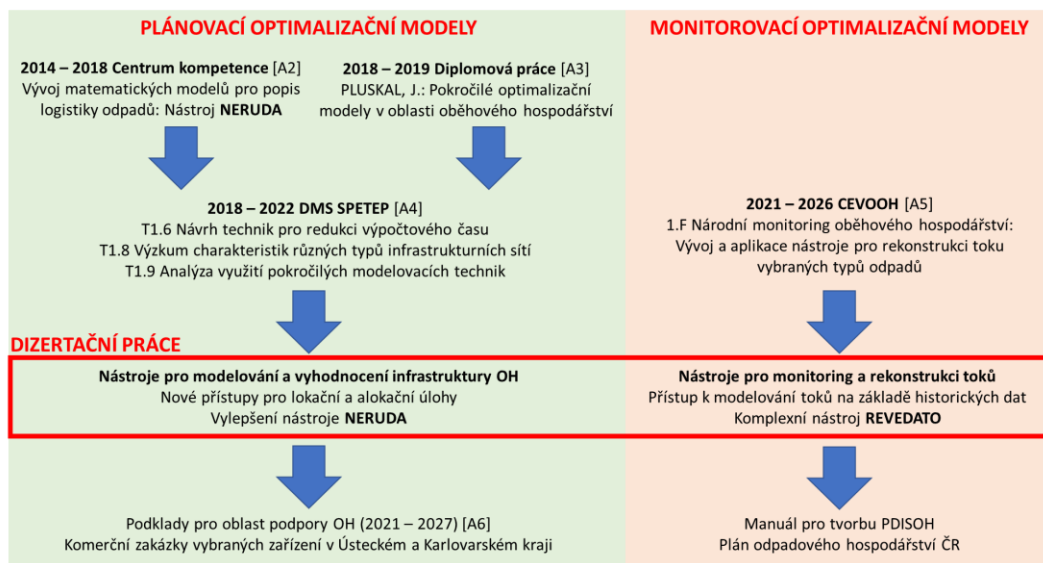 PLÁNOVACÍ OPTIMALIZAČNÍ MODELY
2014 – 2018 Centrum kompetence [A2]
Vývoj matematických modelů pro popis
logistiky odpadů: Nástroj NERUDA
2018 – 2019 Diplomová práce [A3]
PLUSKAL, J.: Pokročilé optimalizační
modely v oblasti oběhového hospodářství
2018 – 2022 DMS SPETEP [A4]
T1.6 Návrh technik pro redukci výpočtového času
T1.8 Výzkum charakteristik různých typů infrastrukturních sítí
T1.9 Analýza využití pokročilých modelovacích technik
MONITOROVACÍ OPTIMALIZAČNÍ MODELY
2021 – 2026 CEVOOH [A5]
1.F Národní monitoring oběhového hospodářství:
Vývoj a aplikace nástroje pro rekonstrukci toku
vybraných typů odpadů
DIZERTAČNÍ PRÁCE
Nástroje pro modelování a vyhodnocení infrastruktury OH
Nové přístupy pro lokační a alokační úlohy
Vylepšení nástroje NERUDA
Nástroje pro monitoring a rekonstrukci toků
Přístup k modelování toků na základě historických dat
Komplexní nástroj REVEDATO
Podklady pro oblast podpory OH (2021 – 2027) [A6]
Komerční zakázky vybraných zařízení v Ústeckém a Karlovarském kraji
Manuál pro tvorbu PDISOH
Plán odpadového hospodářství ČR